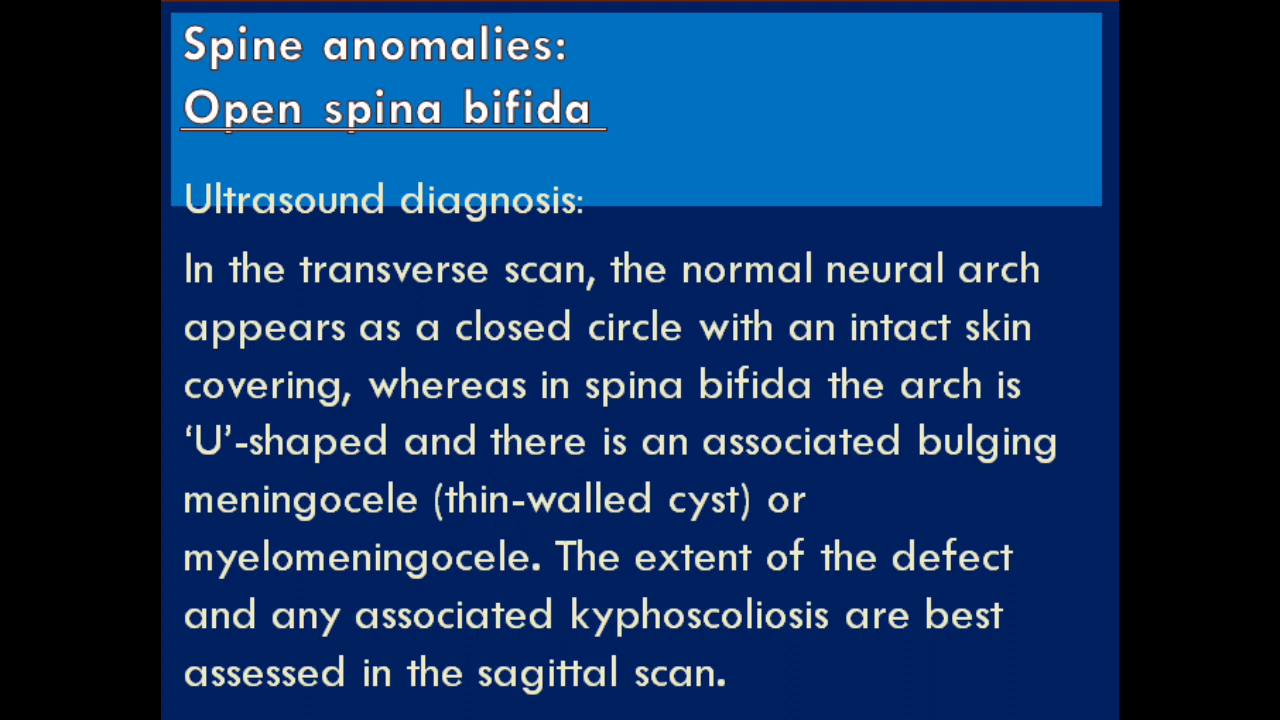 Spine anomalies:
Open spina bifida
Ultrasound diagnosis:
In the transverse scan, the normal neural arch
appears as a closed circle with an intact skin
covering, whereas in spina bifida the arch is
‘U’-shaped and there is an associated bulging
meningocele (thin-walled cyst) or
myelomeningocele. The extent of the defect
and any associated kyphoscoliosis are best
assessed in the sagittal scan.